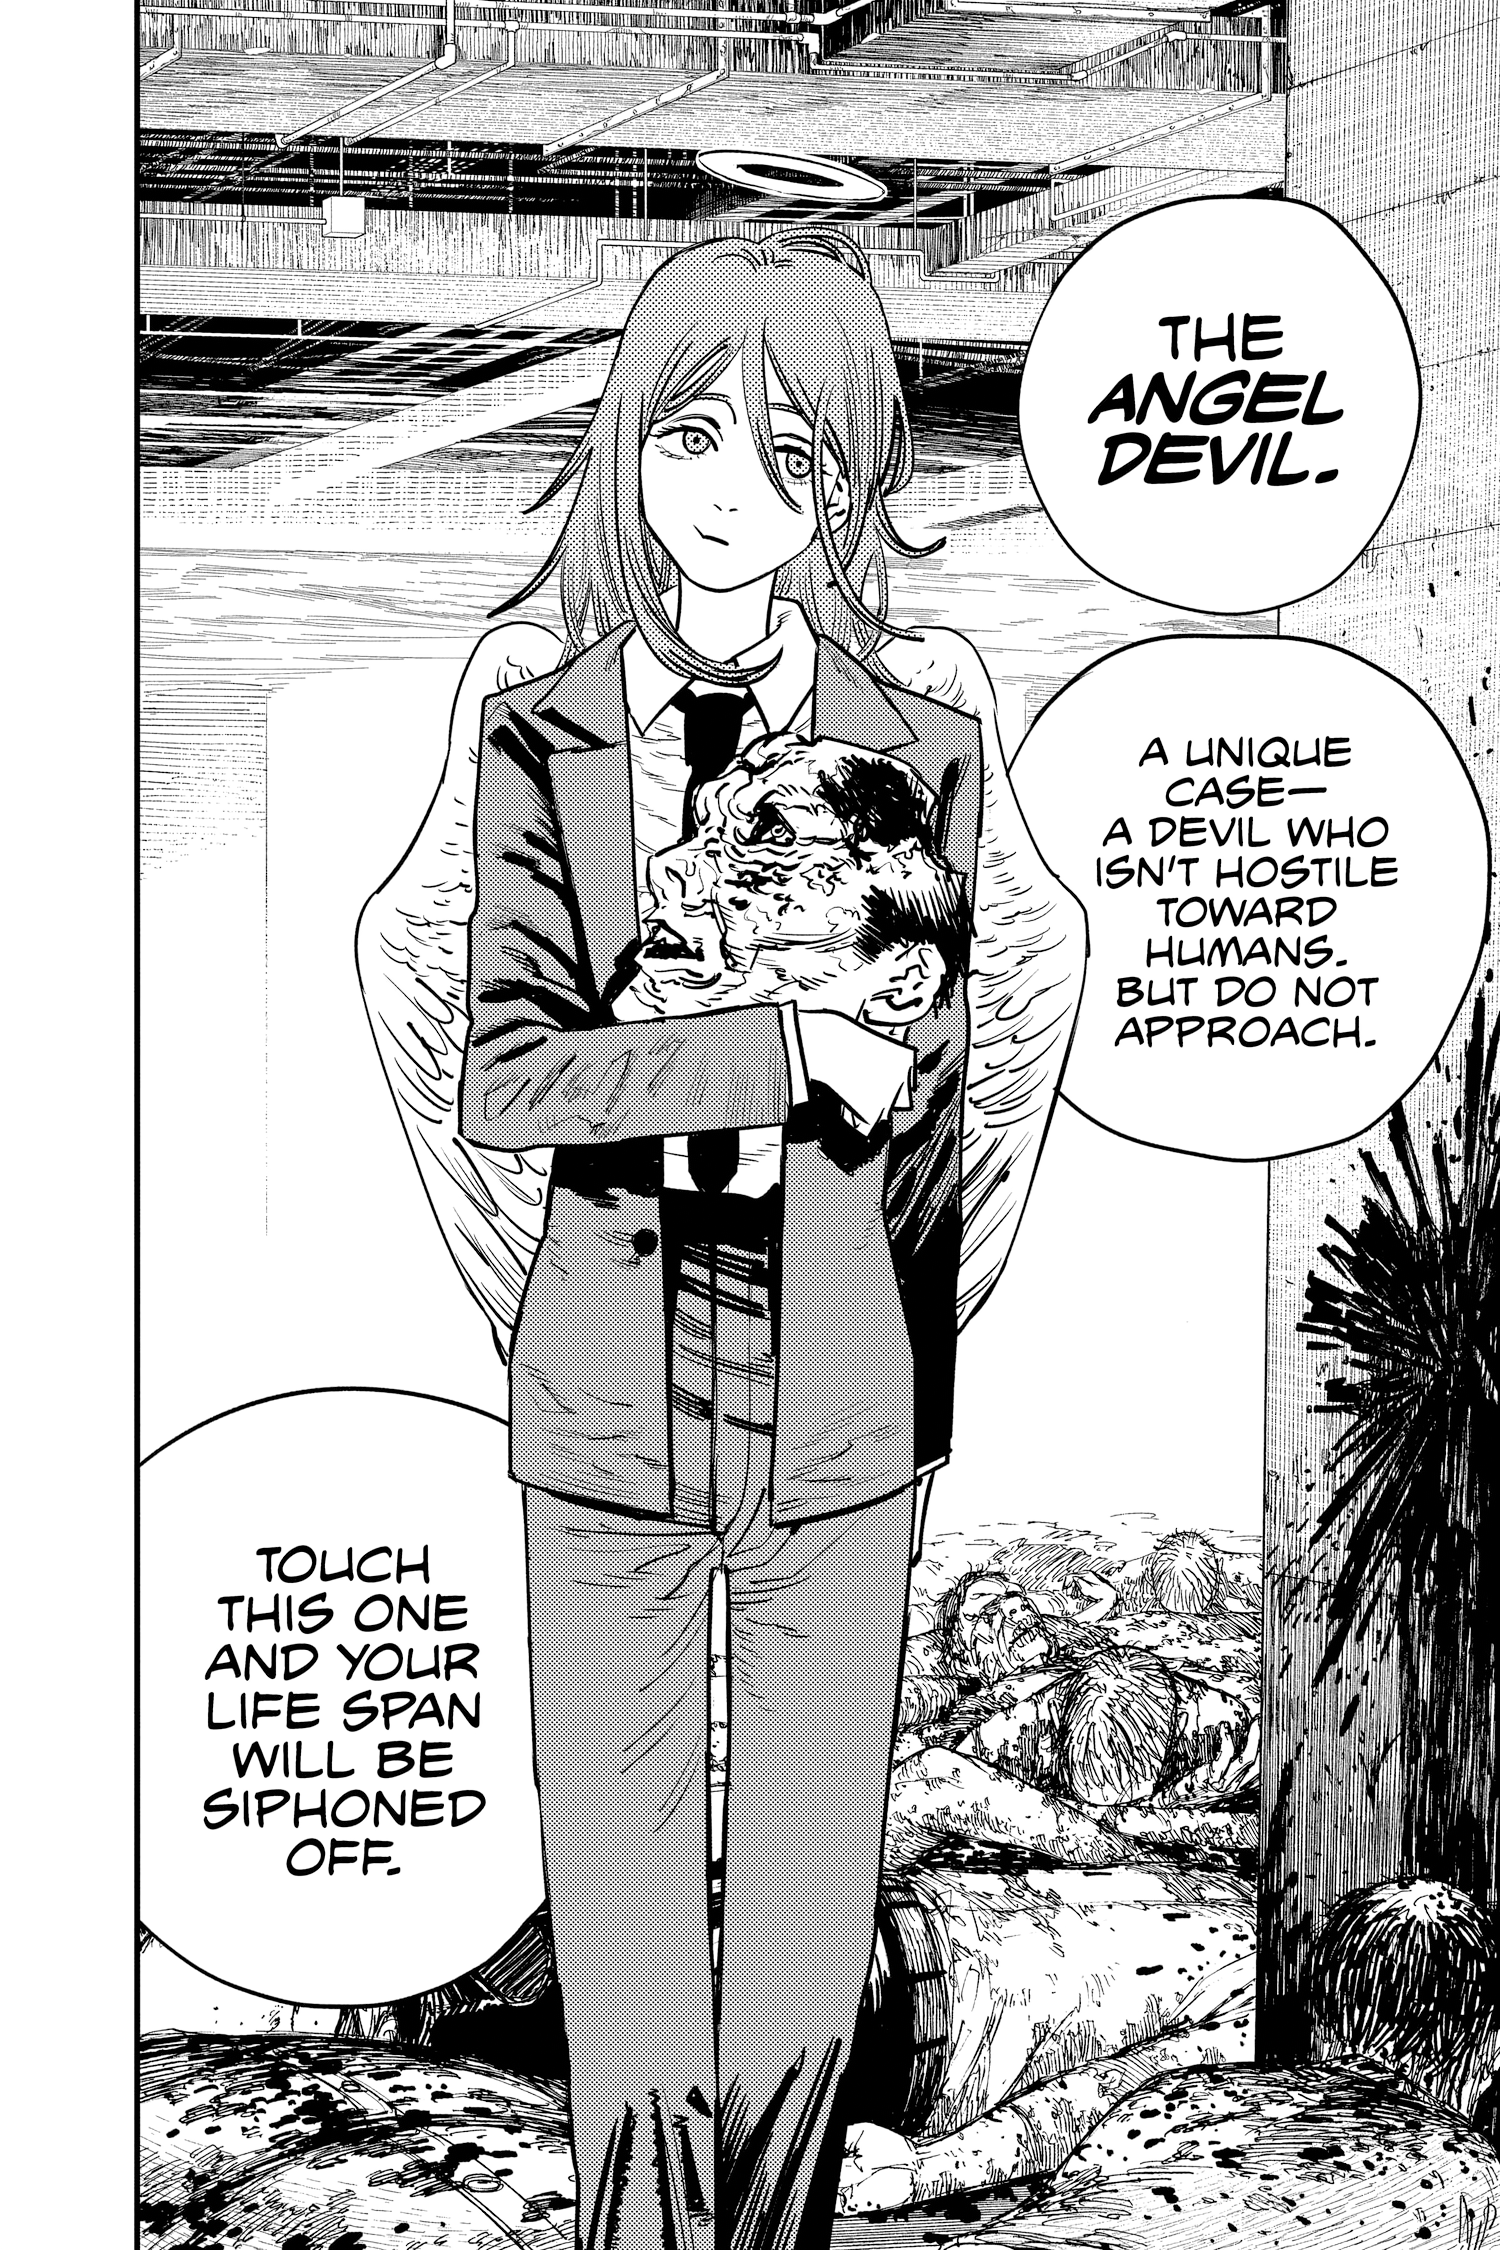 THE
ANGEL
DEVIL.
A UNIQUE
CASE—
A DEVIL WHO
ISN'T HOSTILE
TOWARD
HUMANS.
BUT DO NOT
APPROACH.
TOUCH
THIS ONE
AND YOUR
LIFE SPAN
WILL BE
SIPHONED
OFF.